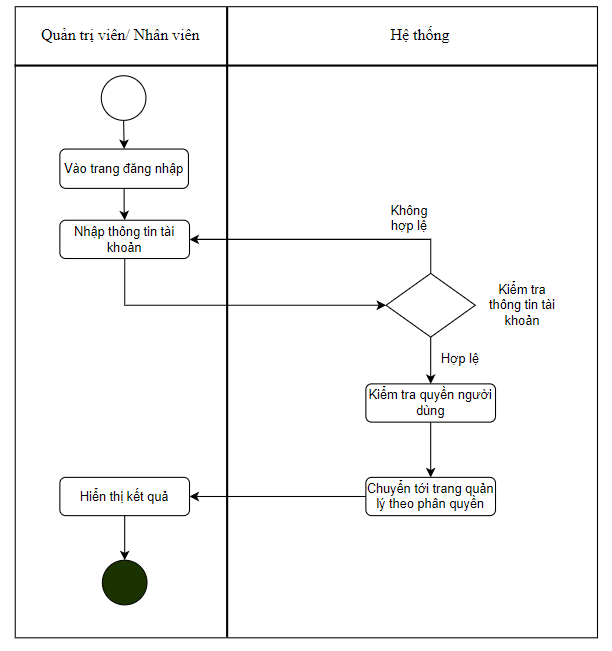 Quản trị viên/ Nhân viên
Hệ thống
Vào trang đăng nhập
Nhập thông tin tài
khoản
Không
hợp lệ
Kiểm tra
thông tin tài
khoản
Hợp lệ
Kiểm tra quyền người
dùng
Chuyển tới trang quản
lý theo phân quyền
Hiển thị kết quả